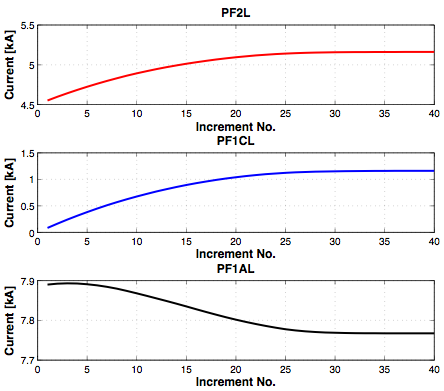 PF2L
5.5
5
4.5
Current [kA]
0 5 10 15 20 25 30 35 40
Increment No.
PF1CL
1.5
1
0.5
0
Current [kA]
0 5 10 15 20 25 30 35 40
Increment No.
PF1AL
7.9
7.8
7.7
Current [kA]
0 5 10 15 20 25 30 35 40
Increment No.